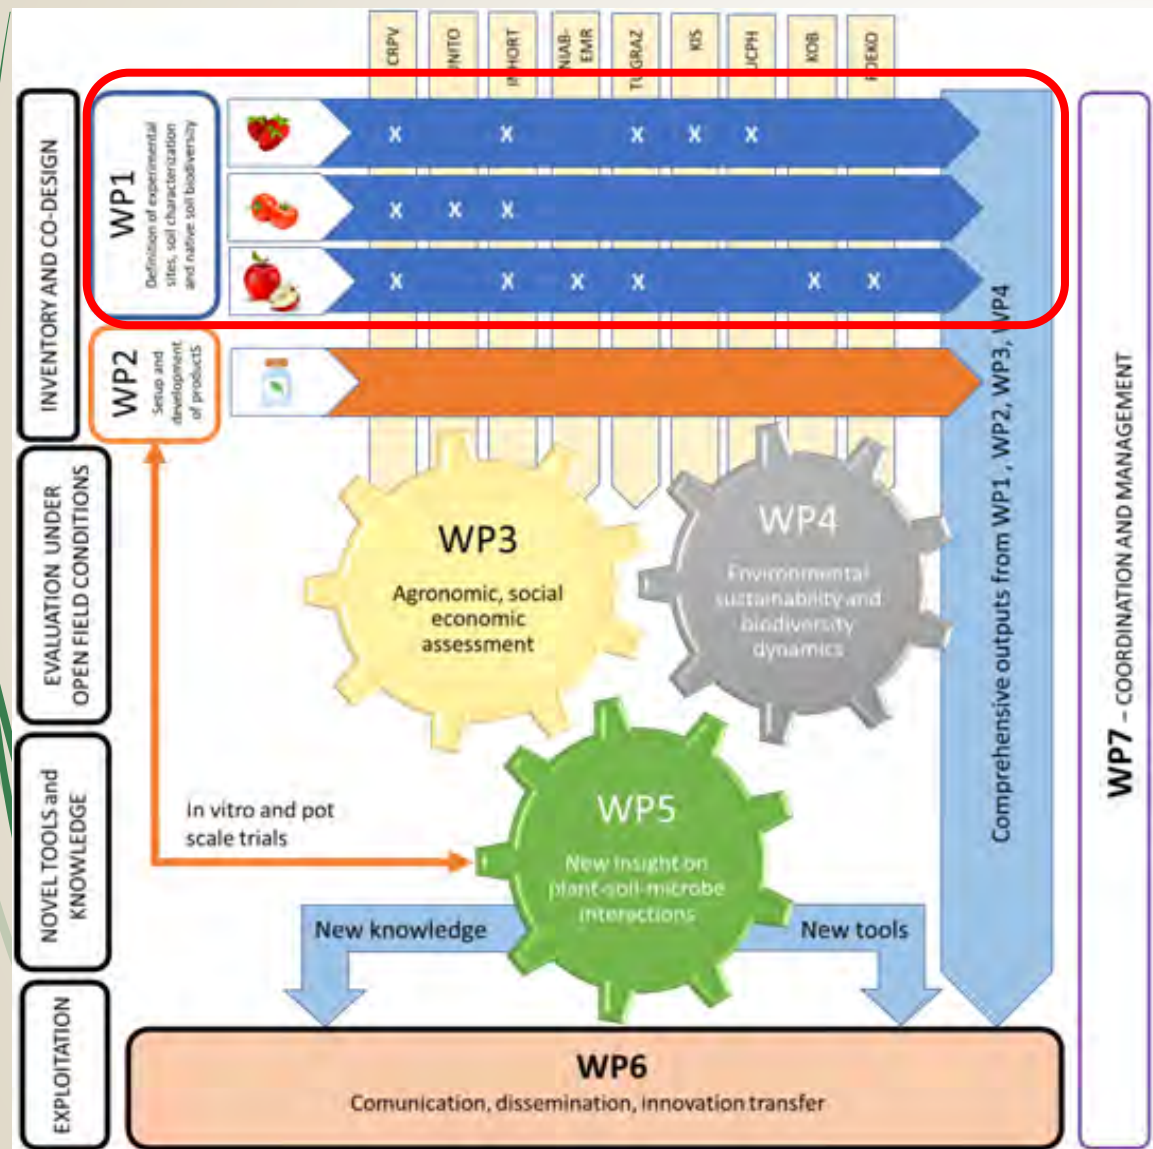 CRPV
UNITO
INHORT
NIAB-
EMR
TUGRAZ
KIS
UCPH
KOB
FOEKO
INVENTORY AND CO-DESIGN
WP1
Definition of experimental
sites, soil characterization
and native soil biodiversity
X X X X X
X X X
X X X X X X
WP2
Setup and
development
of productS
EVALUATION UNDER
OPEN FIELD CONDITIONS
WP3
Agronomic, social
economic
assessment
WP4
Environmental
sustainability and
biodiversity
dynamics
NOVEL TOOLS and
KNOWLEDGE
In vitro and pot
scale trials
WP5
New insight on
plant-soil-microbe
interactions
New knowledge
New tools
Comprehensive outputs from WP1 , WP2, WP3, WP4
WP7 – COORDINATION AND MANAGEMENT
EXPLOITATION
WP6
Comunication, dissemination, innovation transfer